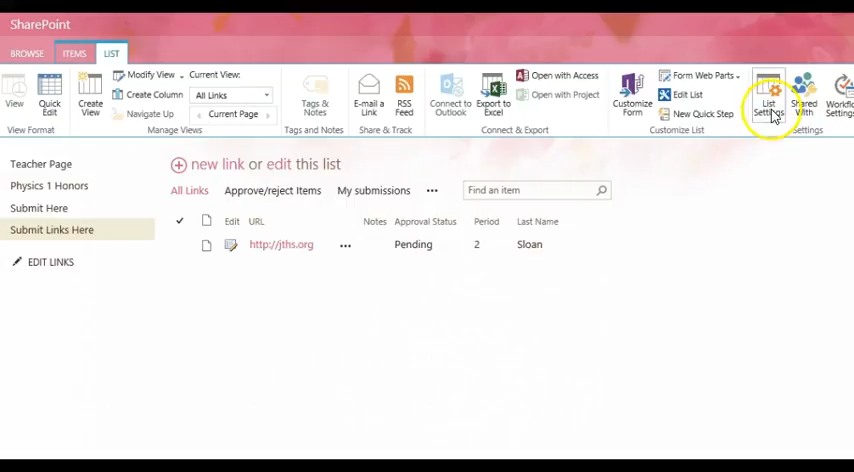 SharePoint
BROWSE ITEMS LIST
View
Quick Edit
Create View
Modify View
Create Column
Navigate Up
Current View:
All Links
Current Page
Tags & Notes
E-mail a Link
RSS Feed
Connect to Outlook
Export to Excel
Open with Access
Open with Project
Customize Form
Form Web Parts
Edit List
New Quick Step
List Settings
Shared With
View Format
Manage Views
Tags and Notes
Share & Track
Connect & Export
Customize List
Settings
Teacher Page
Physics 1 Honors
Submit Here
Submit Links Here
EDIT LINKS
new link or edit this list
All Links Approve/reject Items My submissions ••• Find an item
Edit URL Notes Approval Status Period Last Name
http://jths.org ••• Pending 2 Sloan